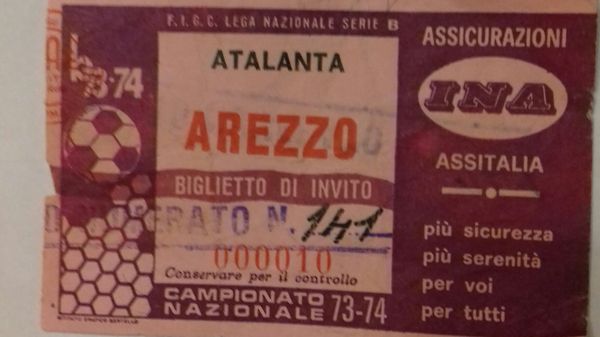 F.I.G.C. LEGA NAZIONALE SERIE B
73-74
ATALANTA
AREZZO
BIGLIETTO DI INVITO
N. 141
000010
Conservare per il controllo
CAMPIONATO
NAZIONALE 73-74
ASSICURAZIONI
INA
ASSITALIA
più sicurezza
più serenità
per voi
per tutti